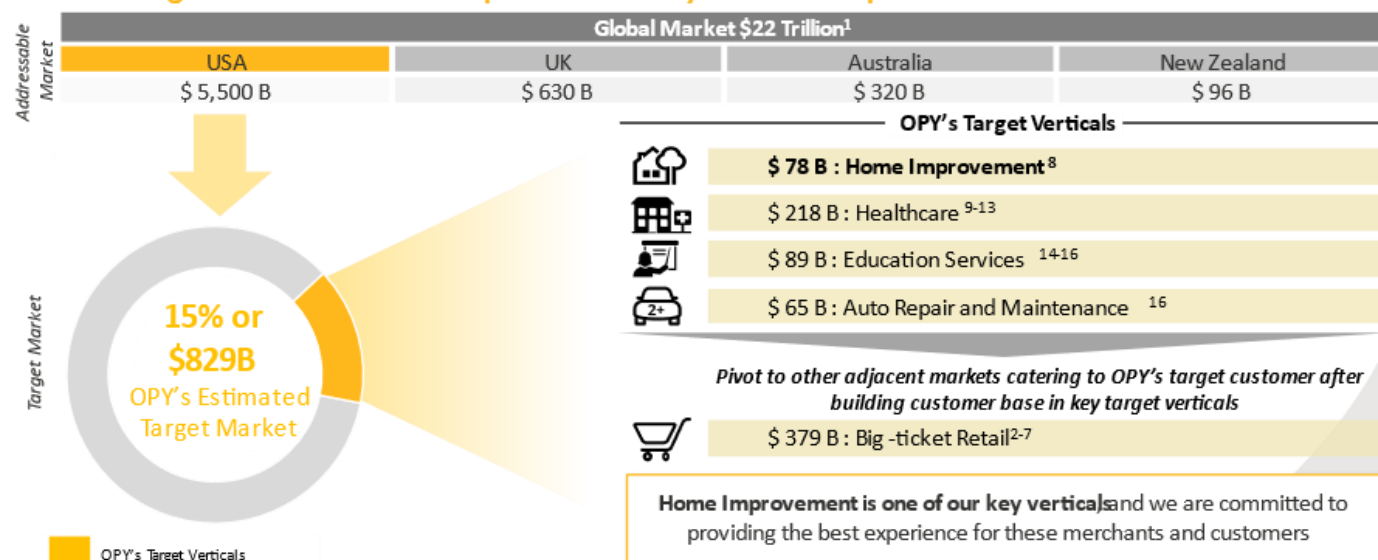 Global Market $22 Trillion1
Addressable
Market
USA
UK
Australia
New Zealand
$ 5,500 B
$ 630 B
$ 320 B
$ 96 B
OPY's Target Verticals
$ 78 B : Home Improvement 8
$ 218 B : Healthcare 9-13
$ 89 B : Education Services 14-16
2+
$ 65 B : Auto Repair and Maintenance 16
Target Market
15% or
$829B
OPY's Estimated
Target Market
Pivot to other adjacent markets catering to OPY's target customer after
building customer base in key target verticals
$ 379 B : Big -ticket Retail2-7
Home Improvement is one of our key verticals and we are committed to
providing the best experience for these merchants and customers
OPY's Target Verticals